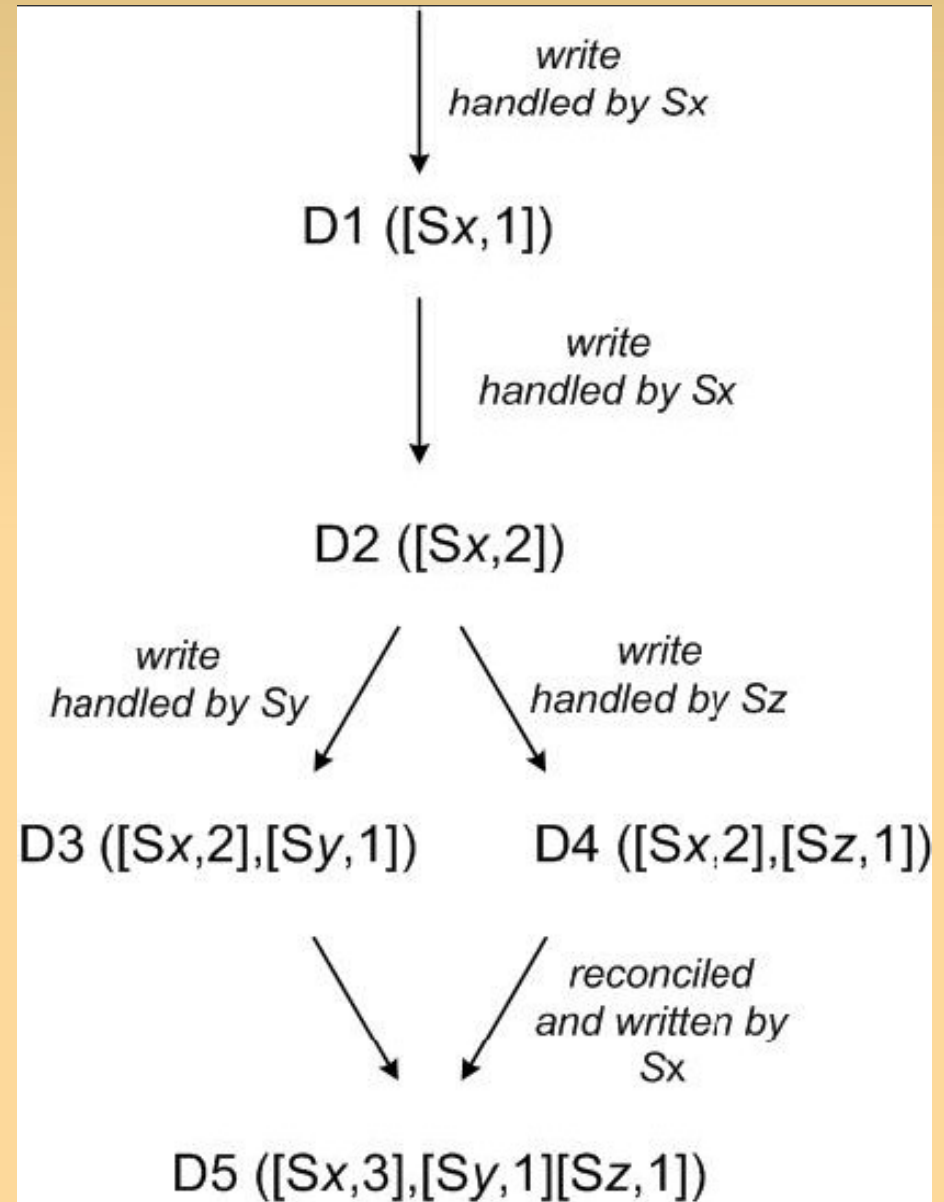 write
handled by Sx
D1 ([Sx,1])
write
handled by Sx
D2 ([Sx,2])
write
handled by Sy
write
handled by Sz
D3 ([Sx,2],[Sy,1])
D4 ([Sx,2],[Sz,1])
reconciled
and written by
Sx
D5 ([Sx,3],[Sy,1][Sz,1])